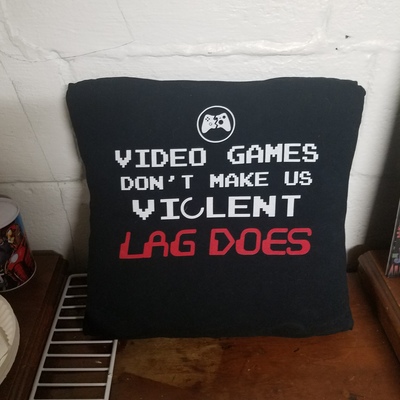 VIDEO GAMES
DON'T MAKE US
VIOLENT
LAG DOES